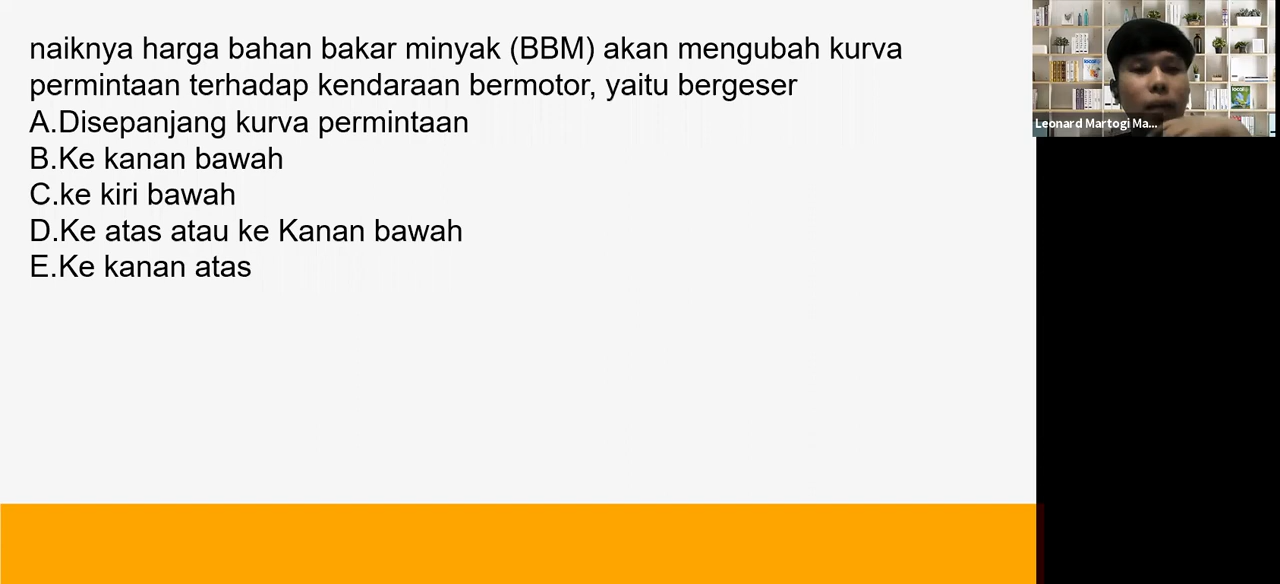 naiknya harga bahan bakar minyak (BBM) akan mengubah kurva
permintaan terhadap kendaraan bermotor, yaitu bergeser
A.Disepanjang kurva permintaan
B.Ke kanan bawah
C.ke kiri bawah
D.Ke atas atau ke Kanan bawah
E.Ke kanan atas
Leonard Martogi Ma...